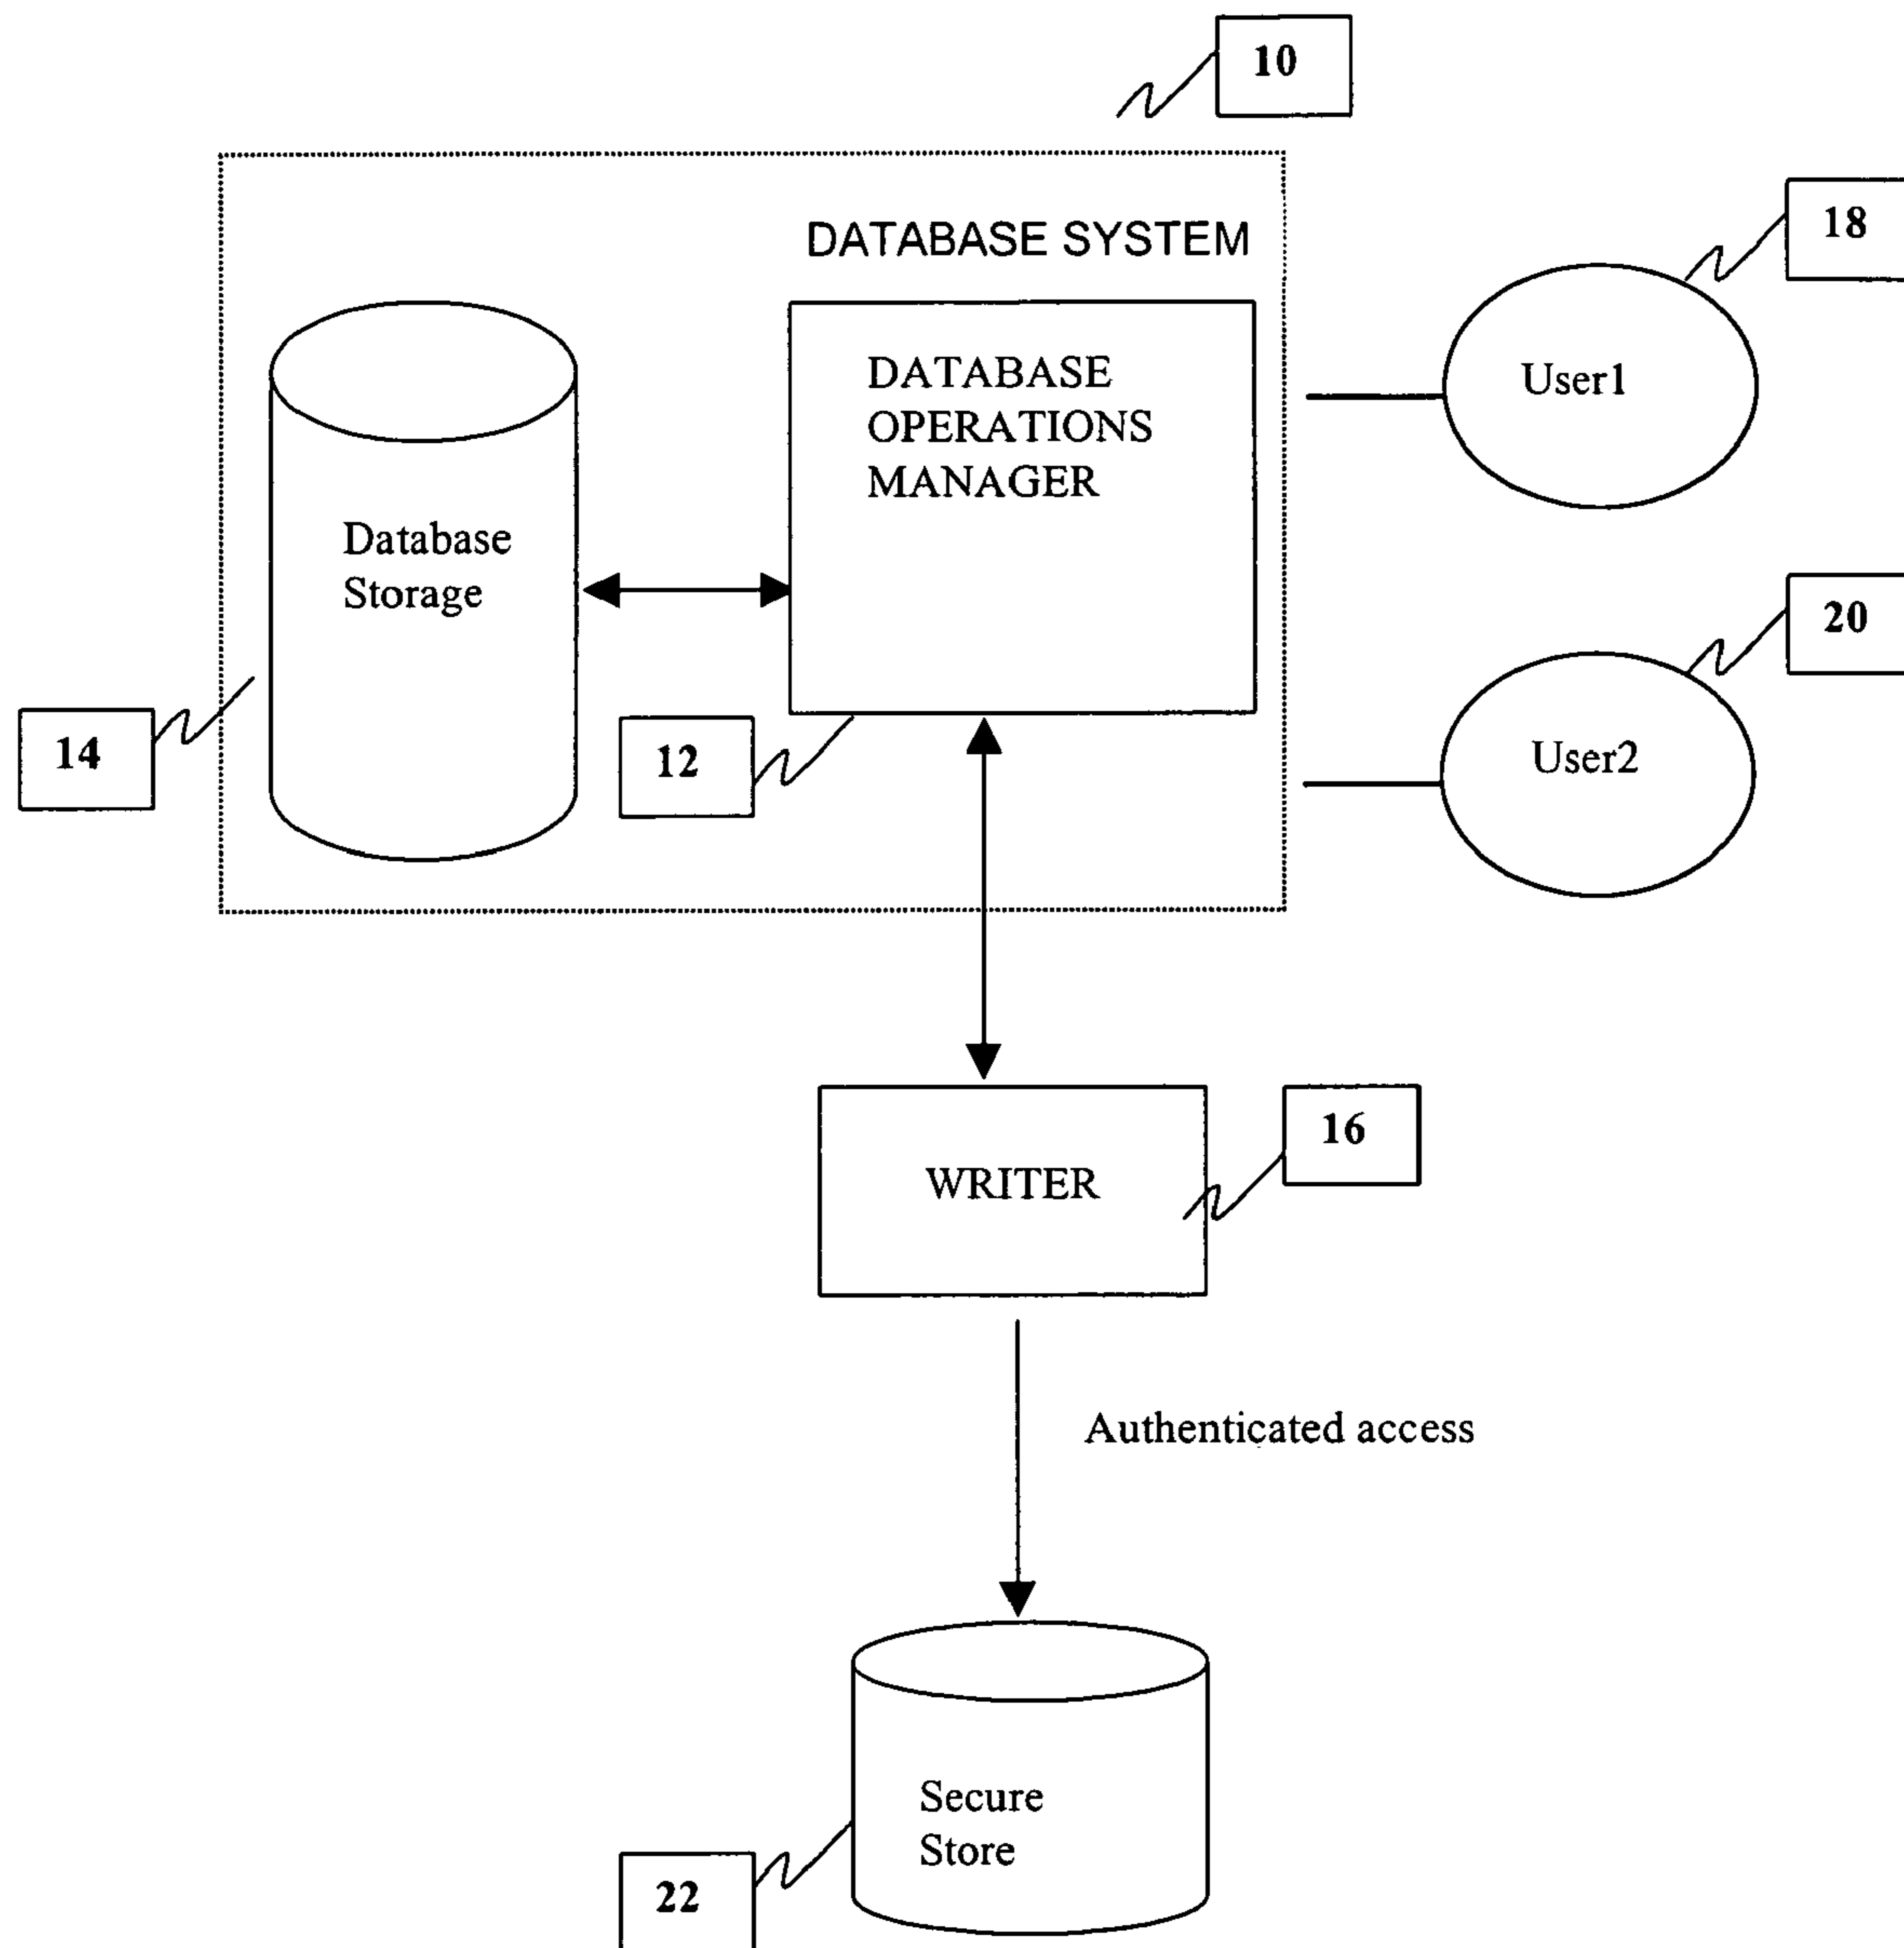 10
DATABASE SYSTEM
18
DATABASE
OPERATIONS
MANAGER
User1
Database
Storage
20
14
12
User2
16
WRITER
Authenticated access
Secure
Store
22